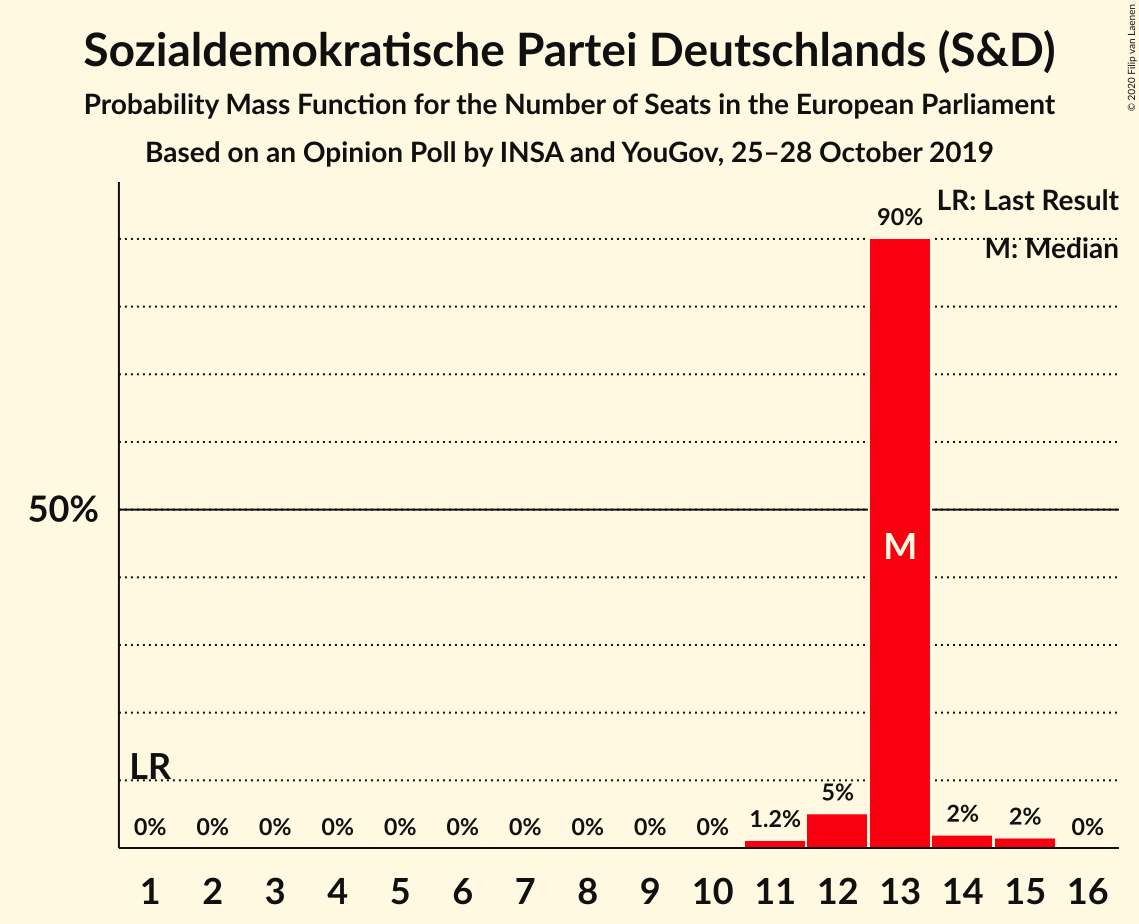 Sozialdemokratische Partei Deutschlands (S&D)
Probability Mass Function for the Number of Seats in the European Parliament
Based on an Opinion Poll by INSA and YouGov, 25–28 October 2019
© 2020 Filip van Laenen
LR: Last Result
M: Median
90%
50%
M
LR
0% 0% 0% 0% 0% 0% 0% 0% 0% 0% 1.2% 5% 2% 2% 0%
1 2 3 4 5 6 7 8 9 10 11 12 13 14 15 16